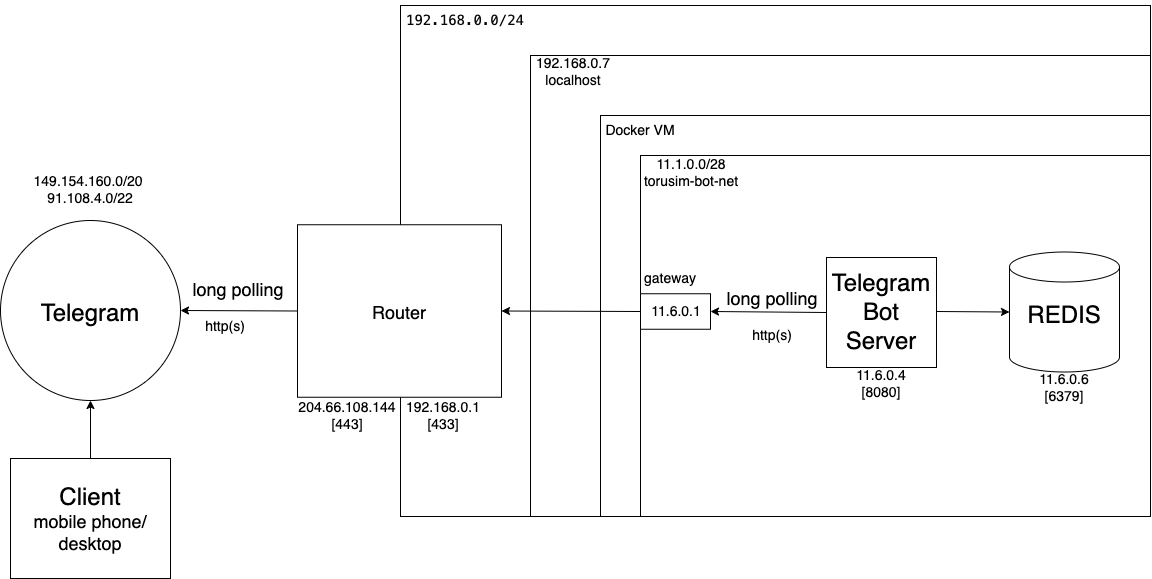 192.168.0.0/24
192.168.0.7
localhost
Docker VM
11.1.0.0/28
torusim-bot-net
149.154.160.0/20
91.108.4.0/22
Telegram
long polling
http(s)
Router
204.66.108.144
[443]
192.168.0.1
[433]
gateway
11.6.0.1
long polling
http(s)
Telegram
Bot
Server
11.6.0.4
[8080]
REDIS
11.6.0.6
[6379]
Client
mobile phone/
desktop